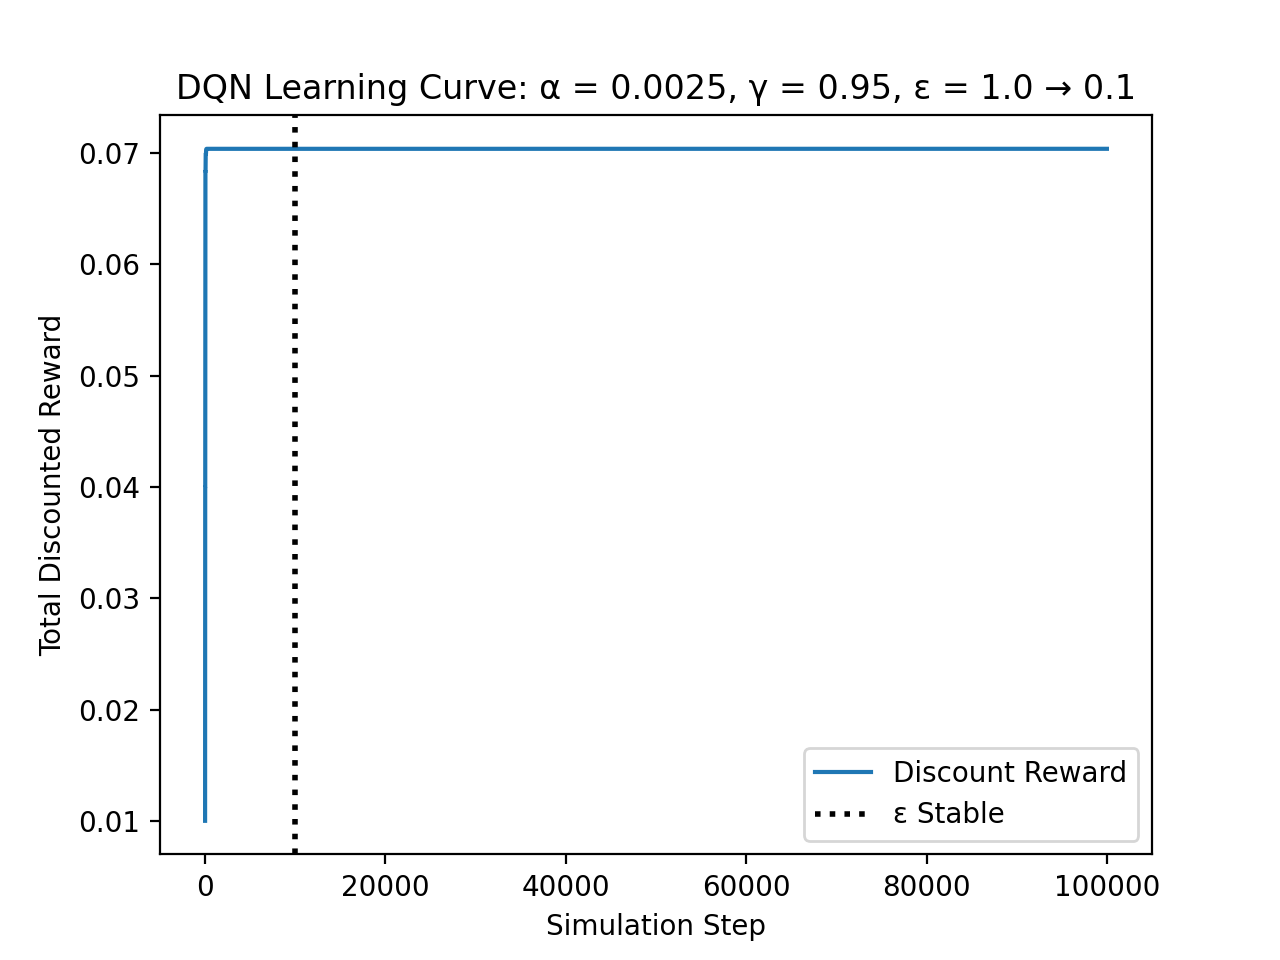 DQN Learning Curve: α = 0.0025, γ = 0.95, ε = 1.0 → 0.1
Total Discounted Reward
0.07
0.06
0.05
0.04
0.03
0.02
0.01
Discount Reward
ε Stable
0 20000 40000 60000 80000 100000
Simulation Step